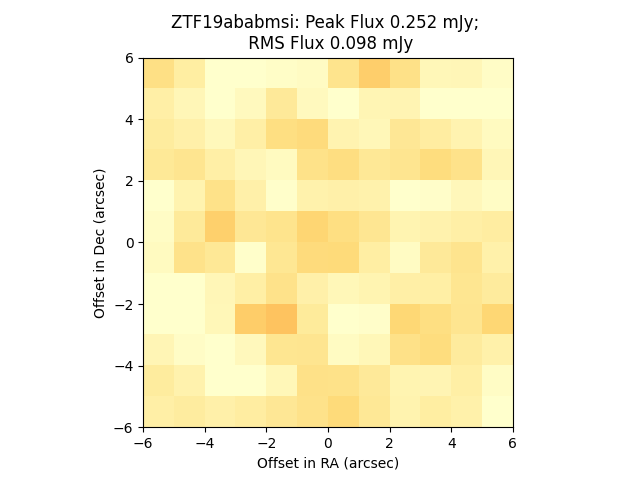 ZTF19ababmsi: Peak Flux 0.252 mJy;
RMS Flux 0.098 mJy
6
4
2
0
−2
−4
−6
Offset in Dec (arcsec)
−6 −4 −2 0 2 4 6
Offset in RA (arcsec)